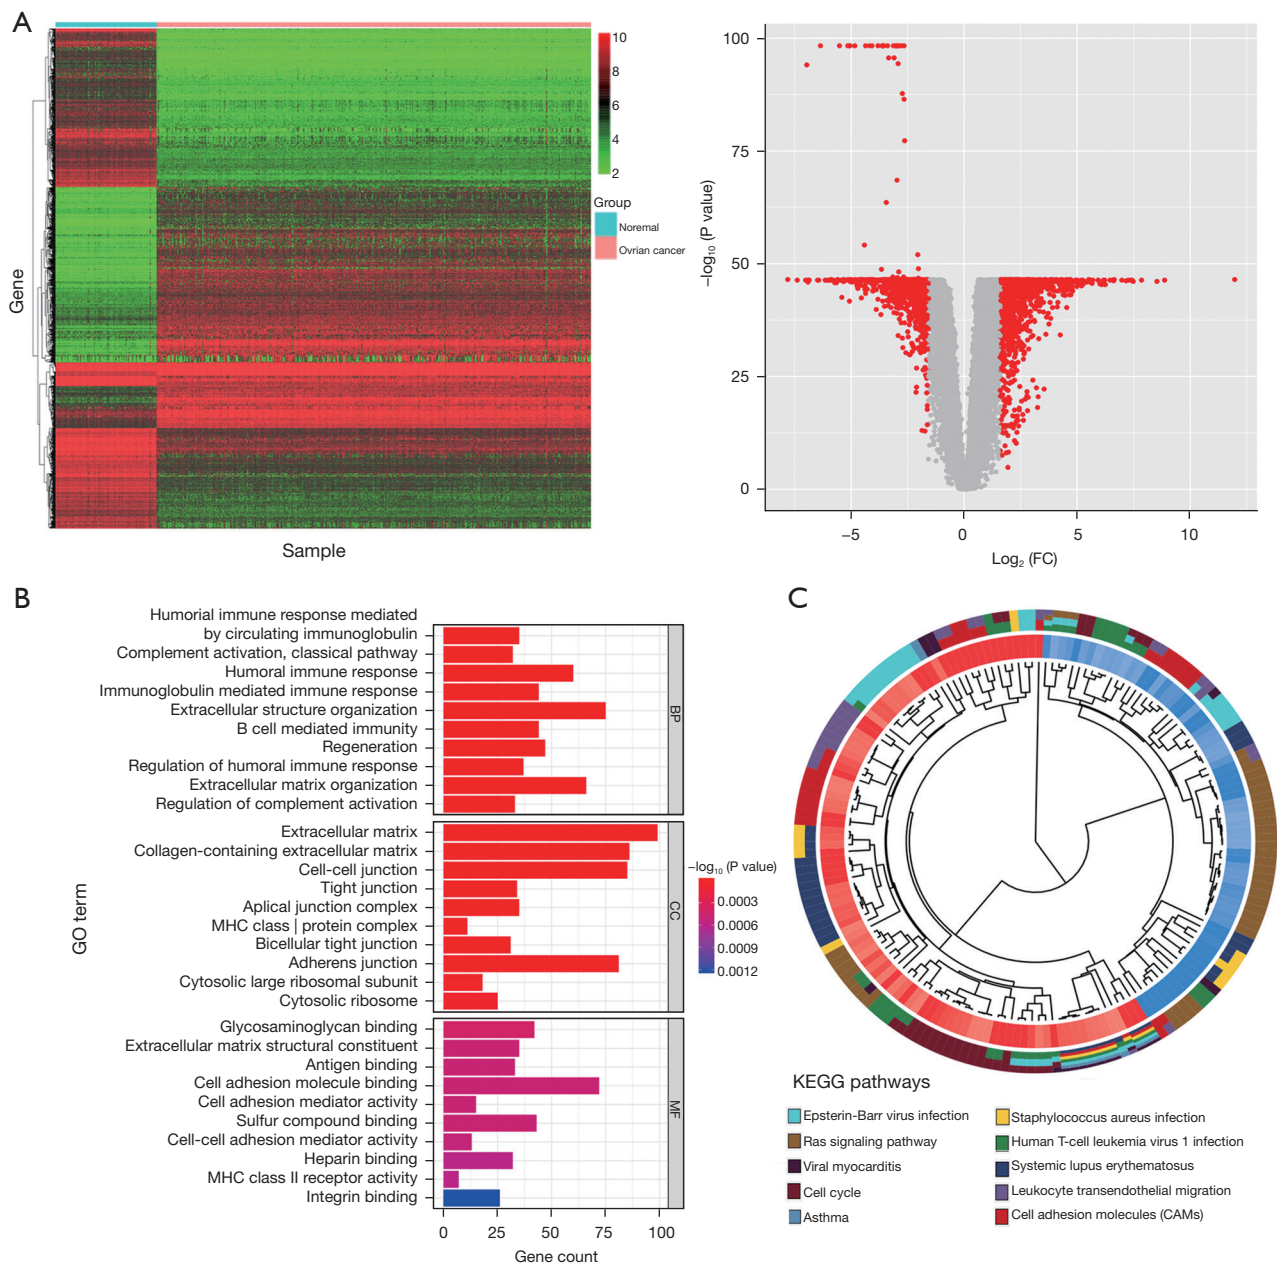 A
10
8
6
4
2
Group
Noremal
Ovrian cancer
Gene
Sample
100
75
50
25
0
−log10 (P value)
−5
0
5
10
Log2 (FC)
B
Humorial immune response mediated
by circulating immunoglobulin
Complement activation, classical pathway
Humoral immune response
Immunoglobulin mediated immune response
Extracellular structure organization
B cell mediated immunity
Regeneration
Regulation of humoral immune response
Extracellular matrix organization
Regulation of complement activation
BP
Extracellular matrix
Collagen-containing extracellular matrix
Cell-cell junction
Tight junction
Aplical junction complex
MHC class | protein complex
Bicellular tight junction
Adherens junction
Cytosolic large ribosomal subunit
Cytosolic ribosome
CC
Glycosaminoglycan binding
Extracellular matrix structural constituent
Antigen binding
Cell adhesion molecule binding
Cell adhesion mediator activity
Sulfur compound binding
Cell-cell adhesion mediator activity
Heparin binding
MHC class II receptor activity
Integrin binding
MF
GO term
0
25
50
75
100
Gene count
−log10 (P value)
0.0003
0.0006
0.0009
0.0012
C
KEGG pathways
Epsterin-Barr virus infection
Ras signaling pathway
Viral myocarditis
Cell cycle
Asthma
Staphylococcus aureus infection
Human T-cell leukemia virus 1 infection
Systemic lupus erythematosus
Leukocyte transendothelial migration
Cell adhesion molecules (CAMs)